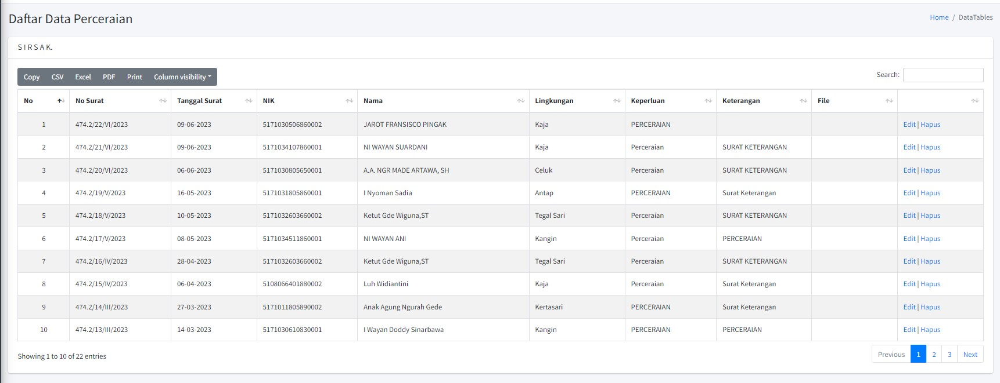 Daftar Data Perceraian
Home / DataTables
S I R S A K.
Copy CSV Excel PDF Print Column visibility
Search:
No No Surat Tanggal Surat NIK Nama Lingkungan Keperluan Keterangan File
1 474.2/22/VI/2023 09-06-2023 5171030506860002 JAROT FRANSISCO PINGAK Kaja PERCERAIAN Edit | Hapus
2 474.2/21/VI/2023 09-06-2023 5171034107860001 NI WAYAN SUARDANI Kaja Perceraian SURAT KETERANGAN Edit | Hapus
3 474.2/20/VI/2023 06-06-2023 5171030805650001 A.A. NGR MADE ARTAWA, SH Celuk Perceraian SURAT KETERANGAN Edit | Hapus
4 474.2/19/V/2023 16-05-2023 5171031805860001 I Nyoman Sadia Antap PERCERAIAN Surat Keterangan Edit | Hapus
5 474.2/18/V/2023 10-05-2023 5171032603660002 Ketut Gde Wiguna,ST Tegal Sari Perceraian SURAT KETERANGAN Edit | Hapus
6 474.2/17/V/2023 08-05-2023 5171034511860001 NI WAYAN ANI Kangin Perceraian PERCERAIAN Edit | Hapus
7 474.2/16/IV/2023 28-04-2023 5171032603660002 Ketut Gde Wiguna,ST Tegal Sari Perceraian SURAT KETERANGAN Edit | Hapus
8 474.2/15/IV/2023 06-04-2023 5108066401880002 Luh Widiantini Kaja Perceraian Surat Keterangan Edit | Hapus
9 474.2/14/III/2023 27-03-2023 5171011805890002 Anak Agung Ngurah Gede Kertasari PERCERAIAN Surat Keterangan Edit | Hapus
10 474.2/13/III/2023 14-03-2023 5171030610830001 I Wayan Doddy Sinarbawa Kangin PERCERAIAN PERCERAIAN Edit | Hapus
Showing 1 to 10 of 22 entries
Previous 1 2 3 Next